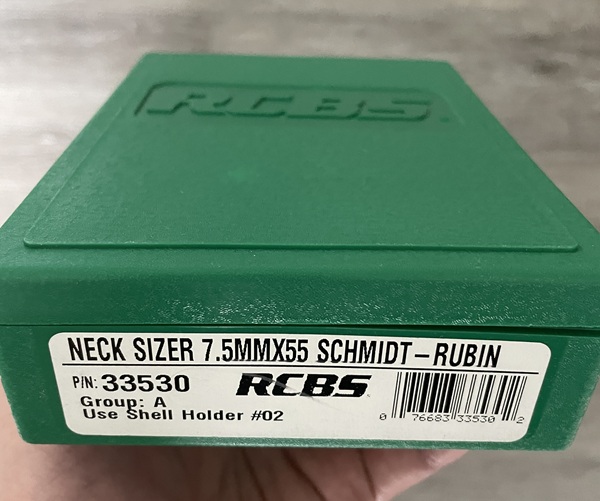 RCBS
NECK SIZER 7.5MMX55 SCHMIDT-RUBIN
P/N: 33530 RCBS
Group: A
Use Shell Holder #02
0 76683 33530 2